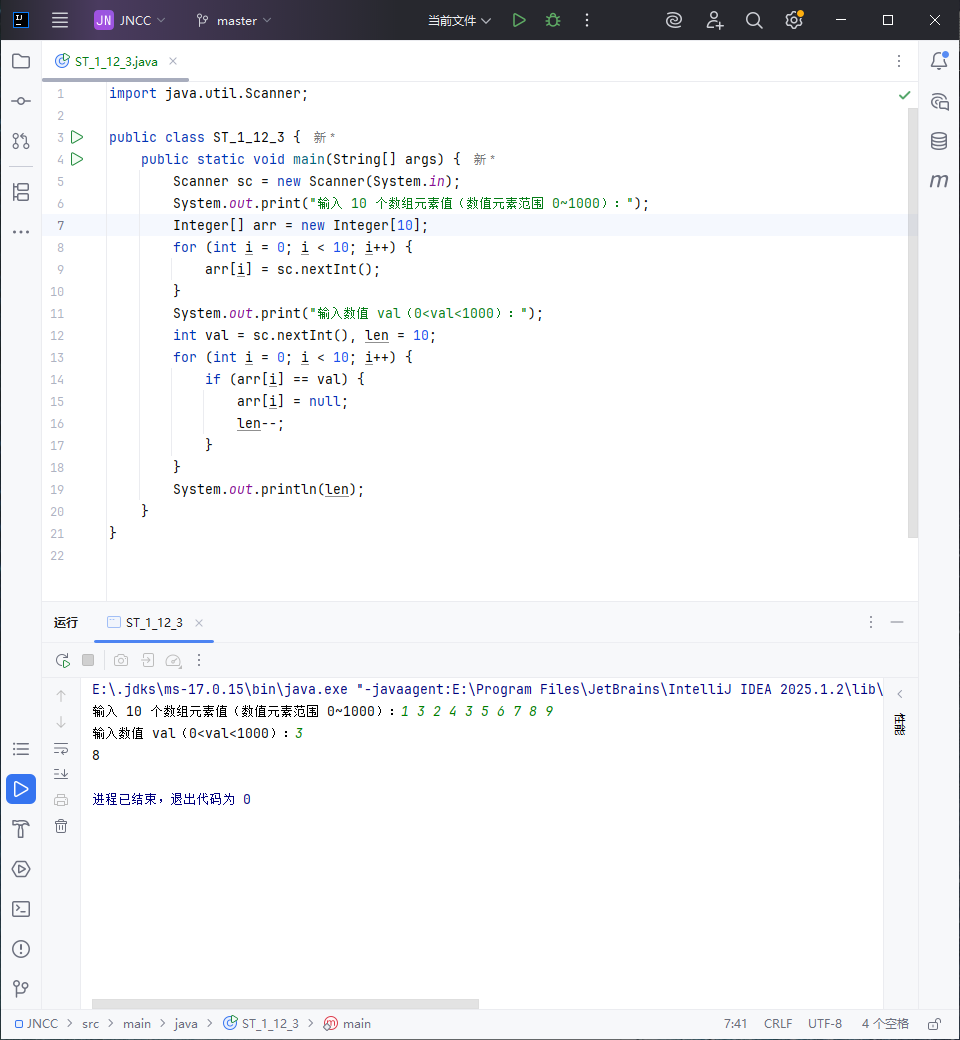 JN JNCC master 当前文件
ST_1_12_3.java
1 import java.util.Scanner;
2
3 public class ST_1_12_3 { 新 *
4 public static void main(String[] args) { 新 *
5 Scanner sc = new Scanner(System.in);
6 System.out.print("输入 10 个数组元素值（数值元素范围 0~1000）：");
7 Integer[] arr = new Integer[10];
8 for (int i = 0; i < 10; i++) {
9 arr[i] = sc.nextInt();
10 }
11 System.out.print("输入数值 val（0<val<1000）：");
12 int val = sc.nextInt(), len = 10;
13 for (int i = 0; i < 10; i++) {
14 if (arr[i] == val) {
15 arr[i] = null;
16 len--;
17 }
18 }
19 System.out.println(len);
20 }
21 }
22
运行 ST_1_12_3
E:\.jdks\ms-17.0.15\bin\java.exe "-javaagent:E:\Program Files\JetBrains\IntelliJ IDEA 2025.1.2\lib\
输入 10 个数组元素值（数值元素范围 0~1000）：1 3 2 4 3 5 6 7 8 9
输入数值 val（0<val<1000）：3
8
进程已结束，退出代码为 0
性能
JNCC > src > main > java > ST_1_12_3 > main 7:41 CRLF UTF-8 4 个空格